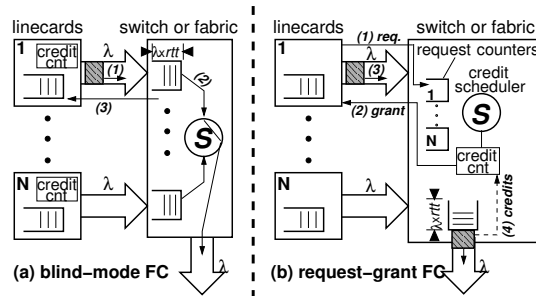 linecards
switch or fabric
1
credit
cnt
λ
λxrtt
(1)
(2)
(3)
S
N
credit
cnt
λ
(a) blind-mode FC
λ
linecards
switch or fabric
1
(1) req.
λ
request counters
(3)
credit
scheduler
1
(2) grant
S
N
credit
cnt
N
λ
λxrtt
(4) credits
(b) request-grant FC
λ